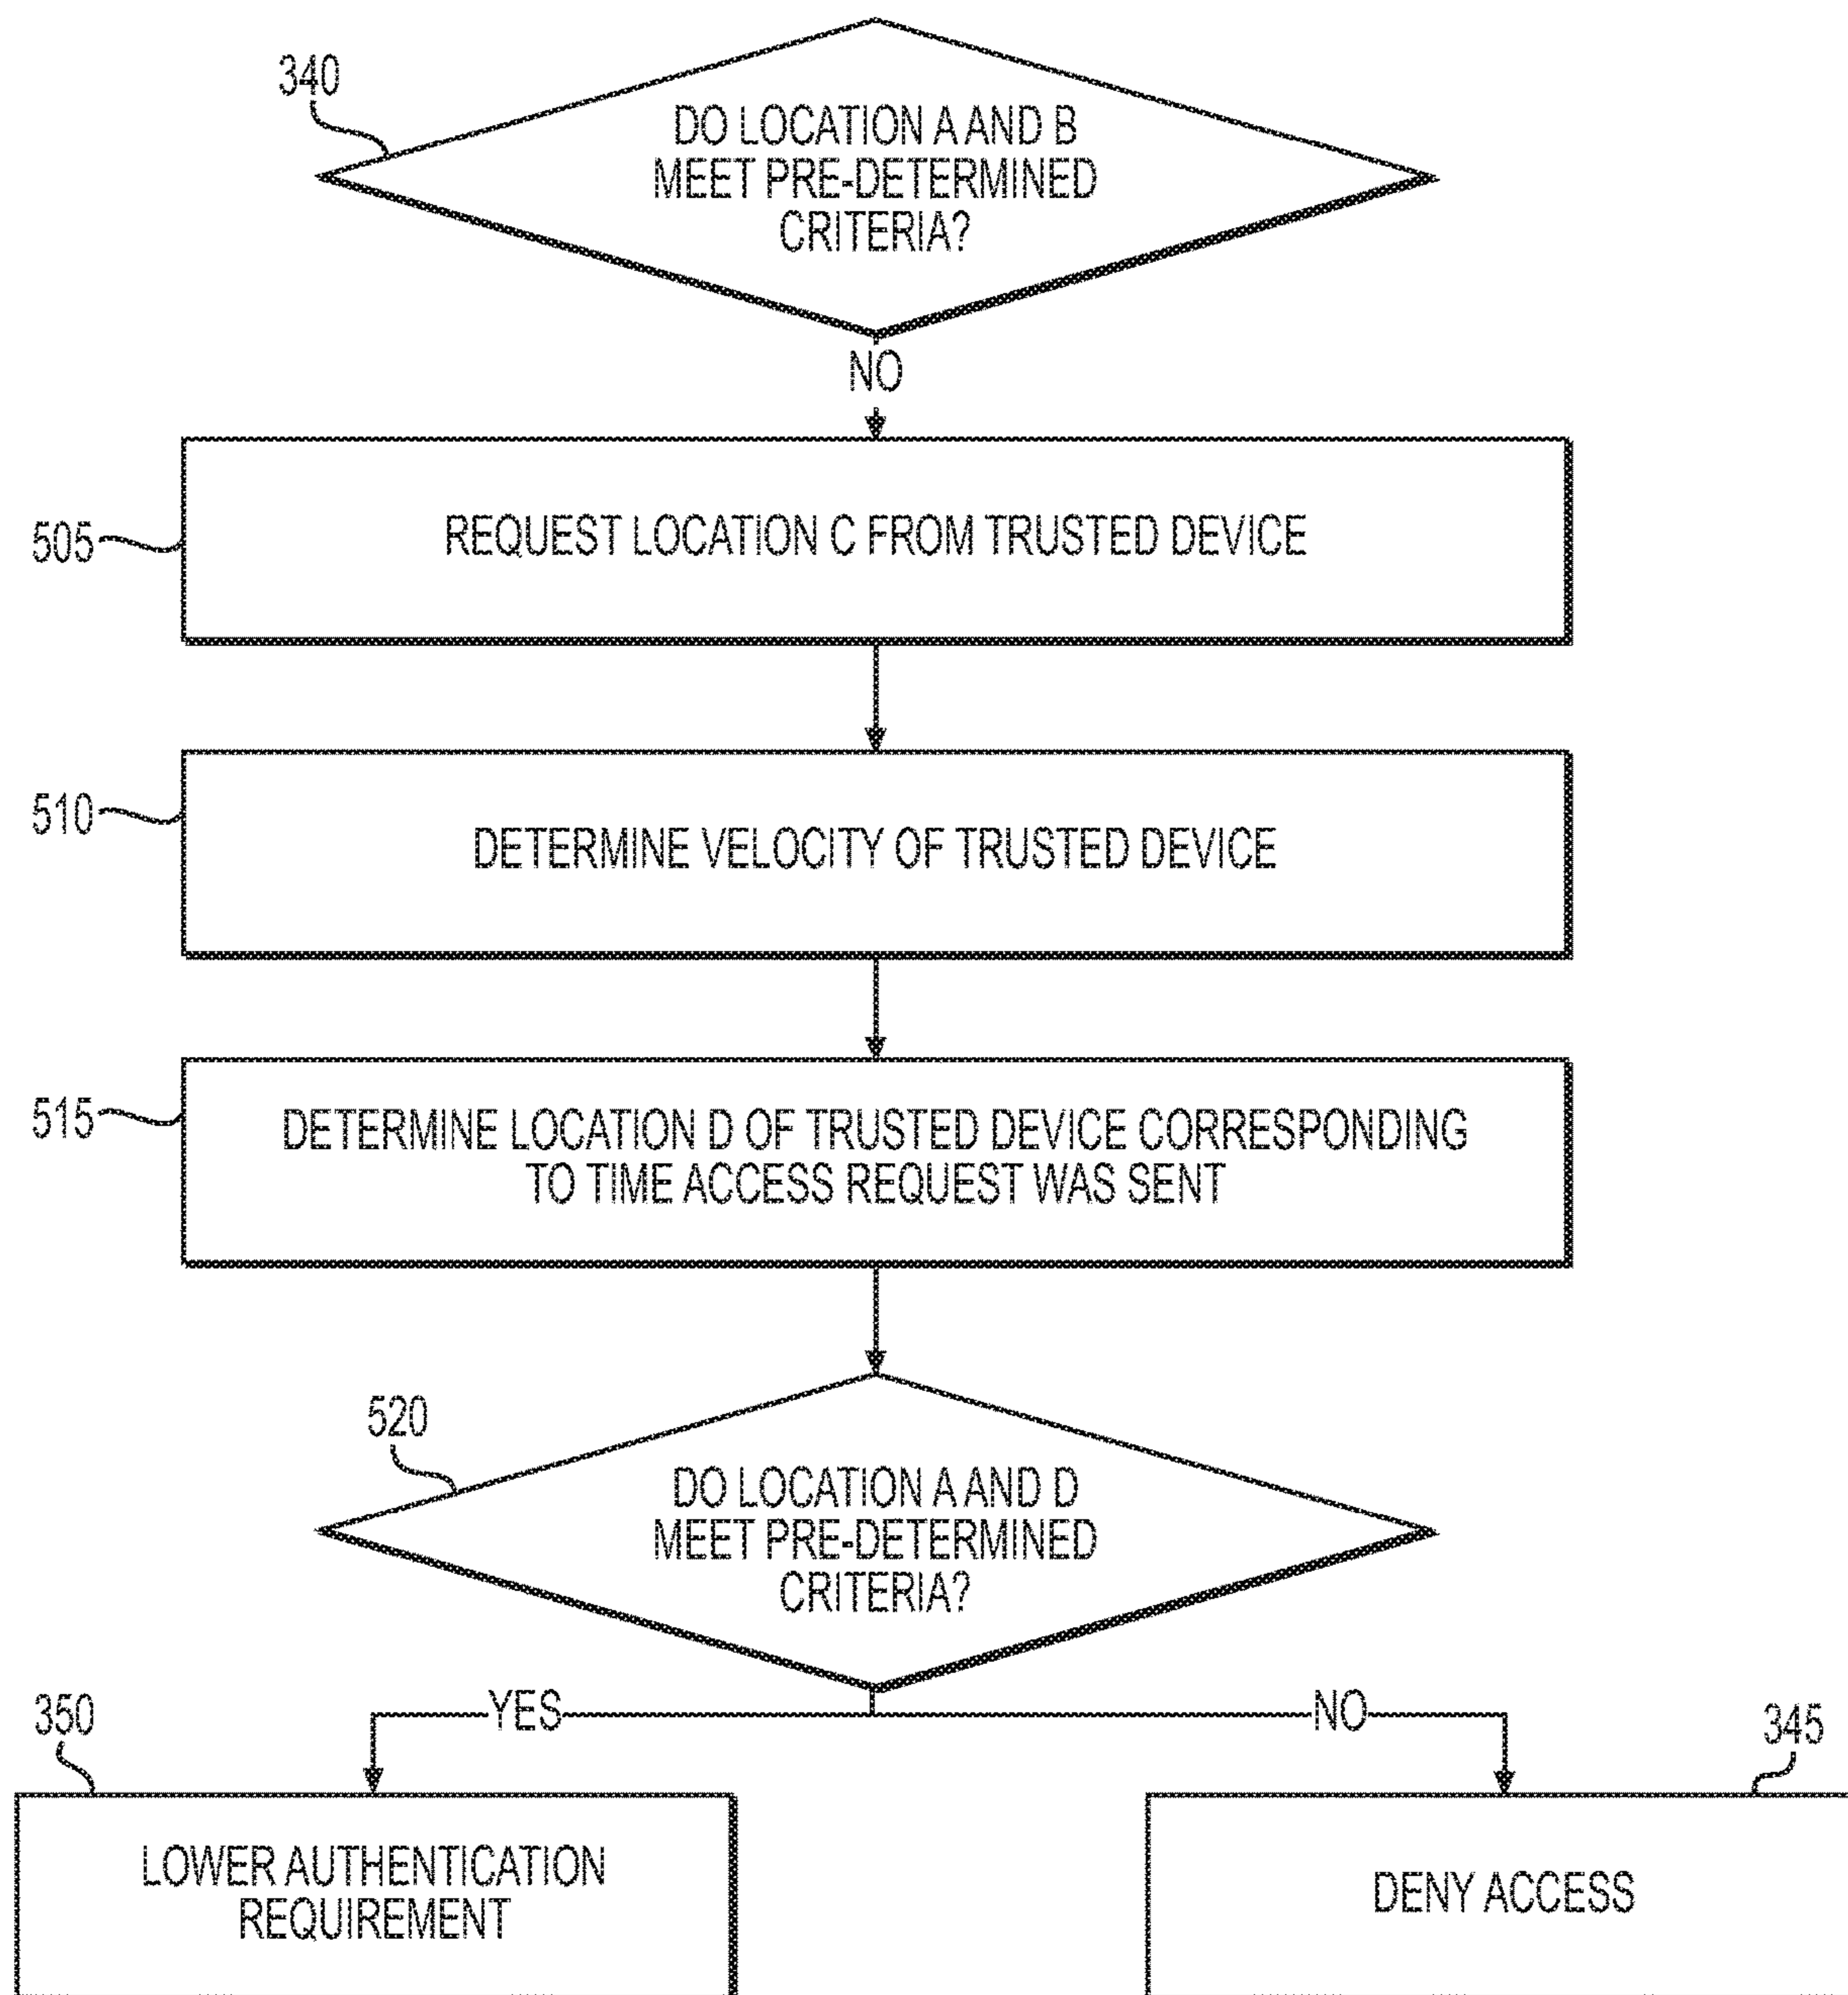 340
DO LOCATION A AND B
MEET PRE-DETERMINED
CRITERIA?
NO
505
REQUEST LOCATION C FROM TRUSTED DEVICE
510
DETERMINE VELOCITY OF TRUSTED DEVICE
515
DETERMINE LOCATION D OF TRUSTED DEVICE CORRESPONDING
TO TIME ACCESS REQUEST WAS SENT
520
DO LOCATION A AND D
MEET PRE-DETERMINED
CRITERIA?
YES
NO
350
345
LOWER AUTHENTICATION
REQUIREMENT
DENY ACCESS